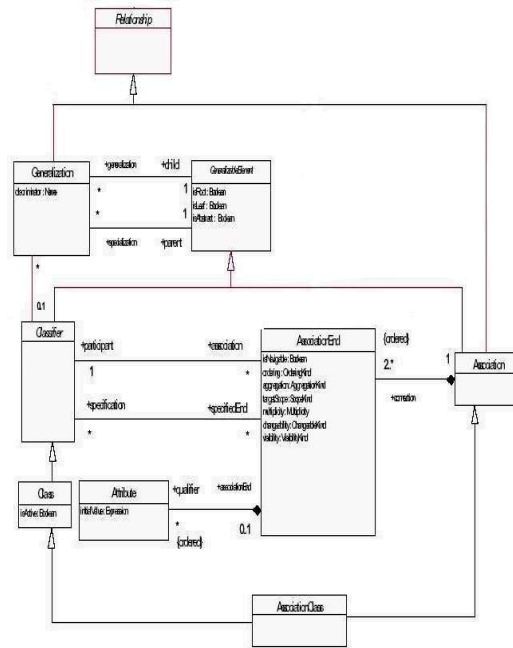 Relationship
Generalization
discriminator : Name
+generalization
+child
*
1
*
1
+specialization
+parent
GeneralizableElement
isRoot : Boolean
isLeaf : Boolean
isAbstract : Boolean
*
0.1
Classifier
+participant
+association
1
*
+specification
+specifiedEnd
*
*
AssociationEnd
isNavigable : Boolean
ordering : OrderingKind
aggregation : AggregationKind
targetScope : ScopeKind
multiplicity : Multiplicity
changeability : ChangeableKind
visibility : VisibilityKind
{ordered}
2..*
1
+connection
Association
Class
isActive : Boolean
Attribute
initialValue : Expression
+qualifier
+associationEnd
*
0.1
{ordered}
AssociationClass